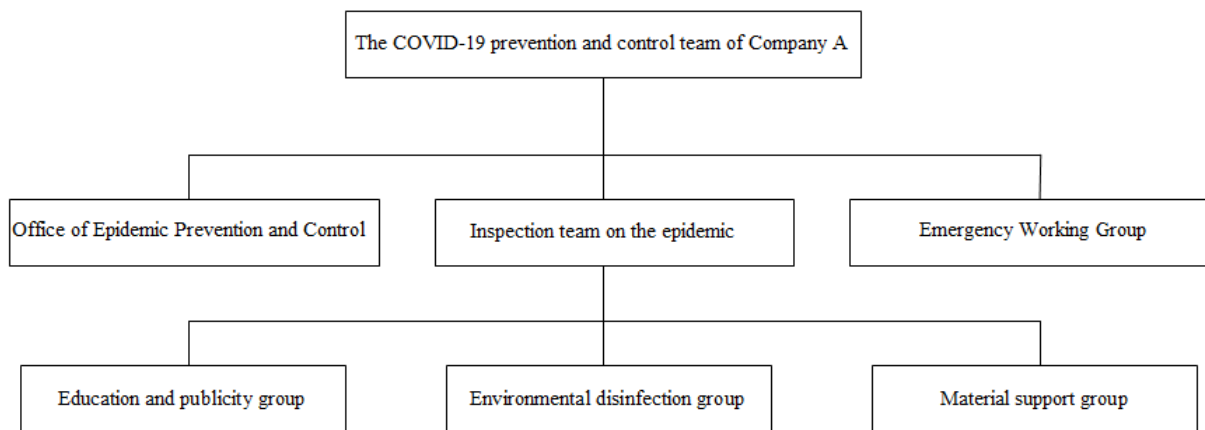 The COVID-19 prevention and control team of Company A
Office of Epidemic Prevention and Control
Inspection team on the epidemic
Emergency Working Group
Education and publicity group
Environmental disinfection group
Material support group